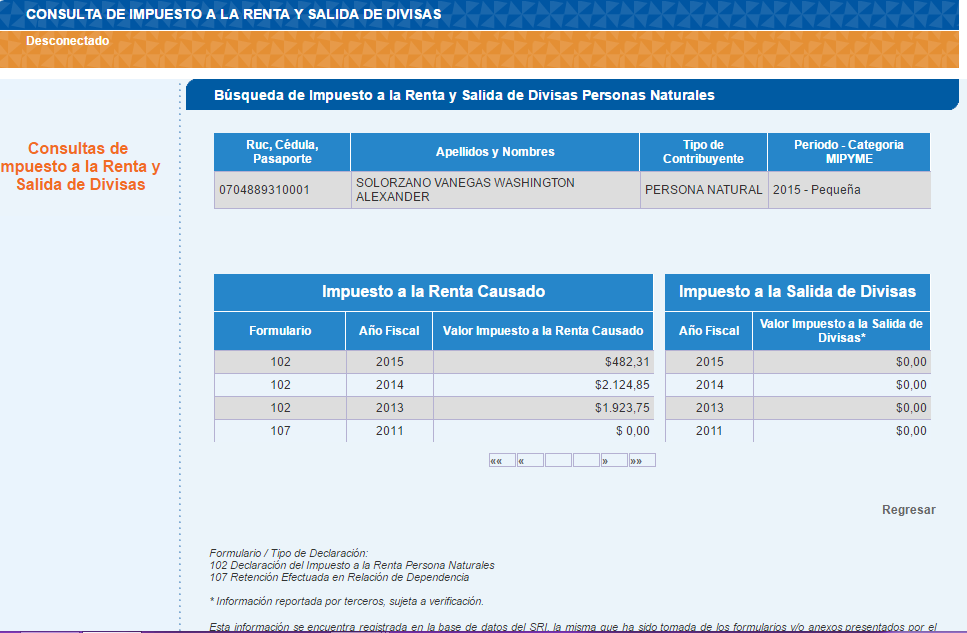 CONSULTA DE IMPUESTO A LA RENTA Y SALIDA DE DIVISAS
Desconectado
Consultas de
mpuesto a la Renta y
Salida de Divisas
Búsqueda de Impuesto a la Renta y Salida de Divisas Personas Naturales
Ruc, Cédula, Pasaporte Apellidos y Nombres Tipo de Contribuyente Periodo - Categoria MIPYME
0704889310001 SOLORZANO VANEGAS WASHINGTON ALEXANDER PERSONA NATURAL 2015 - Pequeña
Impuesto a la Renta Causado
Formulario Año Fiscal Valor Impuesto a la Renta Causado
102 2015 $482,31
102 2014 $2.124,85
102 2013 $1.923,75
107 2011 $ 0,00
«« « » »»
Impuesto a la Salida de Divisas
Año Fiscal Valor Impuesto a la Salida de Divisas*
2015 $0,00
2014 $0,00
2013 $0,00
2011 $0,00
Regresar
Formulario / Tipo de Declaración:
102 Declaración del Impuesto a la Renta Persona Naturales
107 Retención Efectuada en Relación de Dependencia
* Información reportada por terceros, sujeta a verificación.
Esta información se encuentra registrada en la base de datos del SRI, la misma que ha sido tomada de los formularios y/o anexos presentados por el